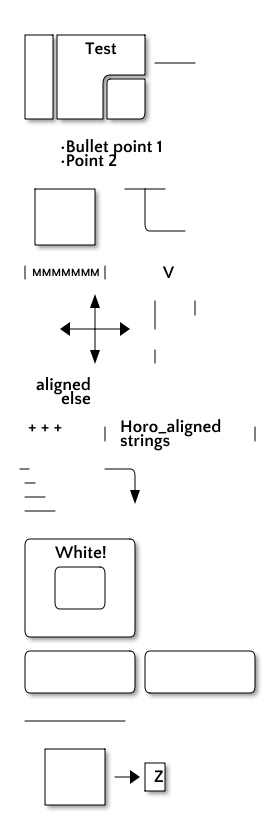 Test
·Bullet point 1
·Point 2
| MMMMMMM |
V
aligned
else
+ + +
Horo_aligned
strings
White!
Z